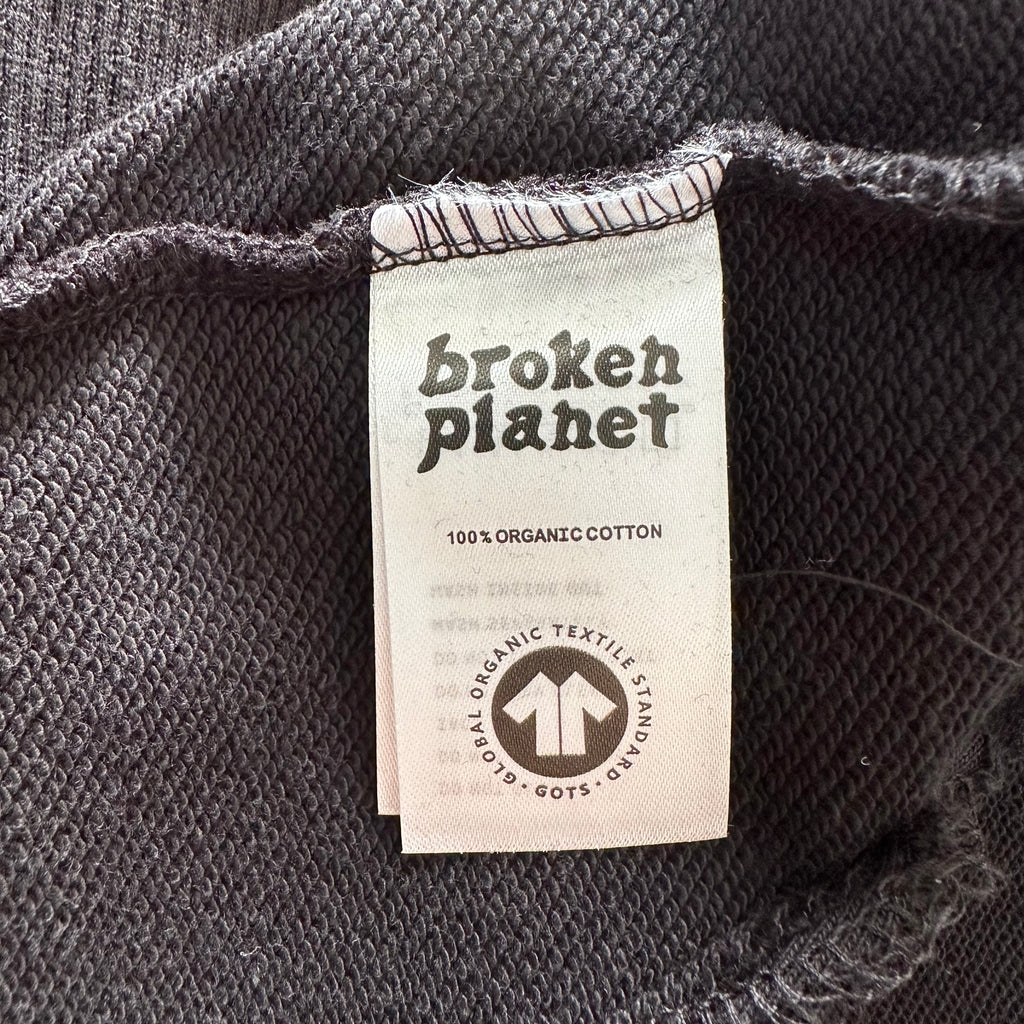 broken
planet
100% ORGANIC COTTON
GLOBAL ORGANIC TEXTILE STANDARD · GOTS ·